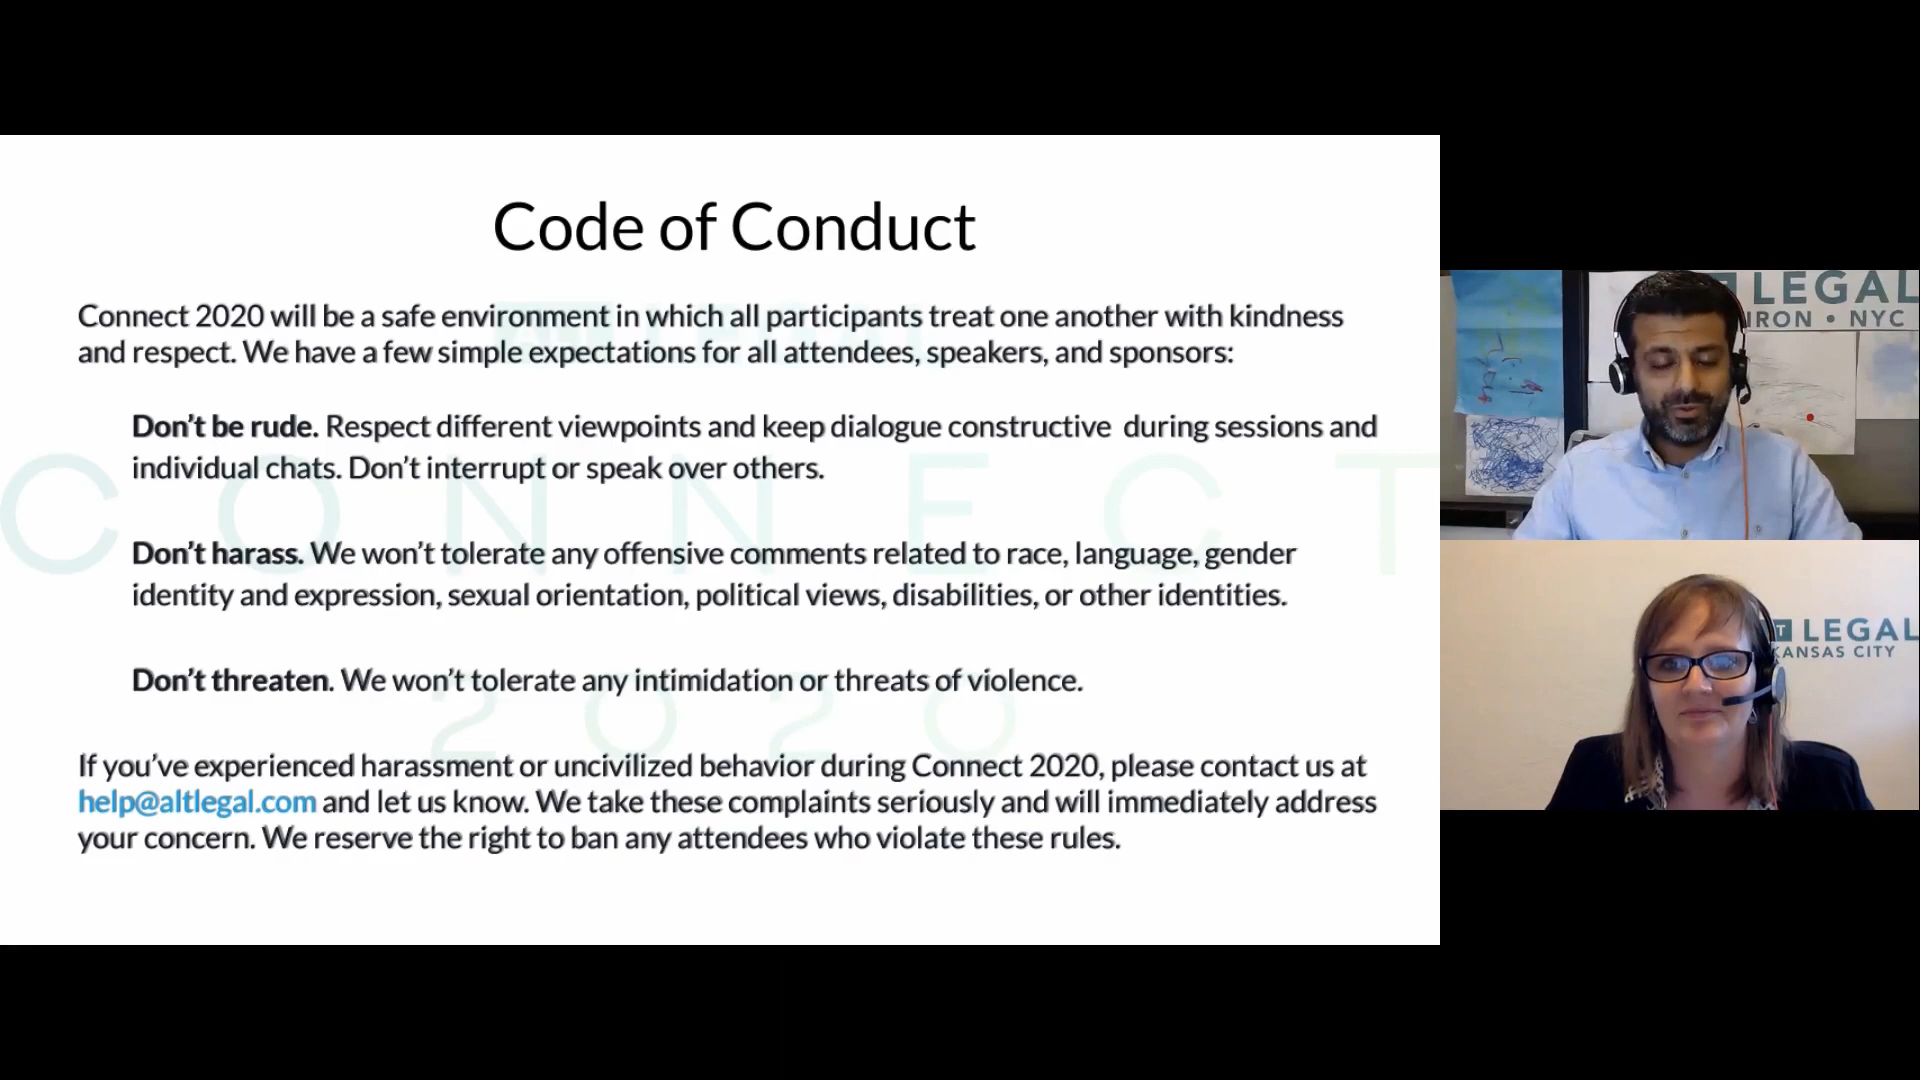 Code of Conduct
Connect 2020 will be a safe environment in which all participants treat one another with kindness
and respect. We have a few simple expectations for all attendees, speakers, and sponsors:
Don't be rude. Respect different viewpoints and keep dialogue constructive during sessions and
individual chats. Don't interrupt or speak over others.
Don't harass. We won't tolerate any offensive comments related to race, language, gender
identity and expression, sexual orientation, political views, disabilities, or other identities.
Don't threaten. We won't tolerate any intimidation or threats of violence.
If you've experienced harassment or uncivilized behavior during Connect 2020, please contact us at
help@altlegal.com and let us know. We take these complaints seriously and will immediately address
your concern. We reserve the right to ban any attendees who violate these rules.
LEGAL
CONNECT
2020
LEGAL
IRON • NYC
T LEGAL
KANSAS CITY